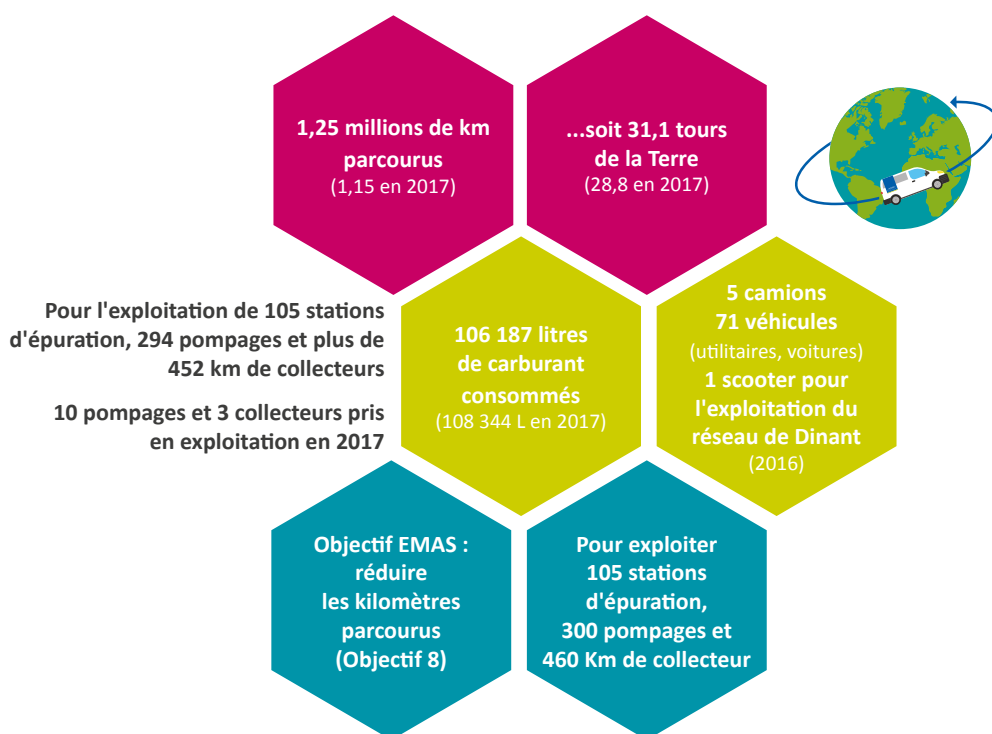 1,25 millions de km
parcourus
(1,15 en 2017)
...soit 31,1 tours
de la Terre
(28,8 en 2017)
Pour l'exploitation de 105 stations
d'épuration, 294 pompages et plus de
452 km de collecteurs
10 pompages et 3 collecteurs pris
en exploitation en 2017
106 187 litres
de carburant
consommés
(108 344 L en 2017)
5 camions
71 véhicules
(utilitaires, voitures)
1 scooter pour
l'exploitation du
réseau de Dinant
(2016)
Objectif EMAS :
réduire
les kilomètres
parcourus
(Objectif 8)
Pour exploiter
105 stations
d'épuration,
300 pompages et
460 Km de collecteur